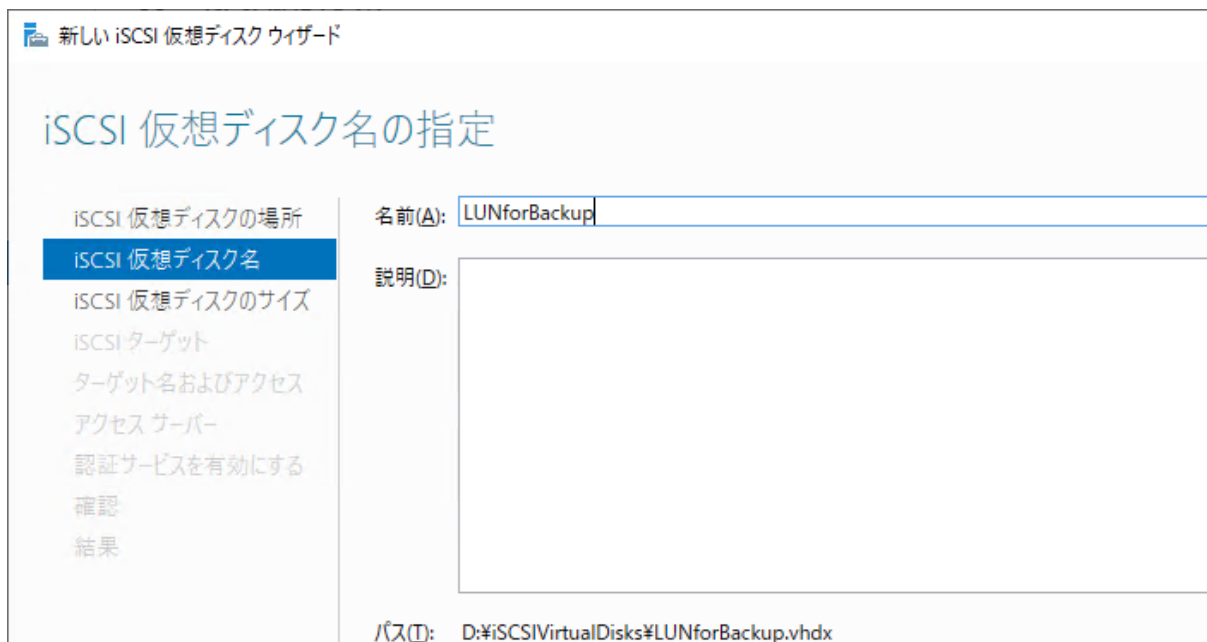 新しい iSCSI 仮想ディスク ウィザード
iSCSI 仮想ディスク名の指定
iSCSI 仮想ディスクの場所
iSCSI 仮想ディスク名
iSCSI 仮想ディスクのサイズ
iSCSI ターゲット
ターゲット名およびアクセス
アクセス サーバー
認証サービスを有効にする
確認
結果
名前(A): LUNforBackup
説明(D):
パス(T): D:¥iSCSIVirtualDisks¥LUNforBackup.vhdx